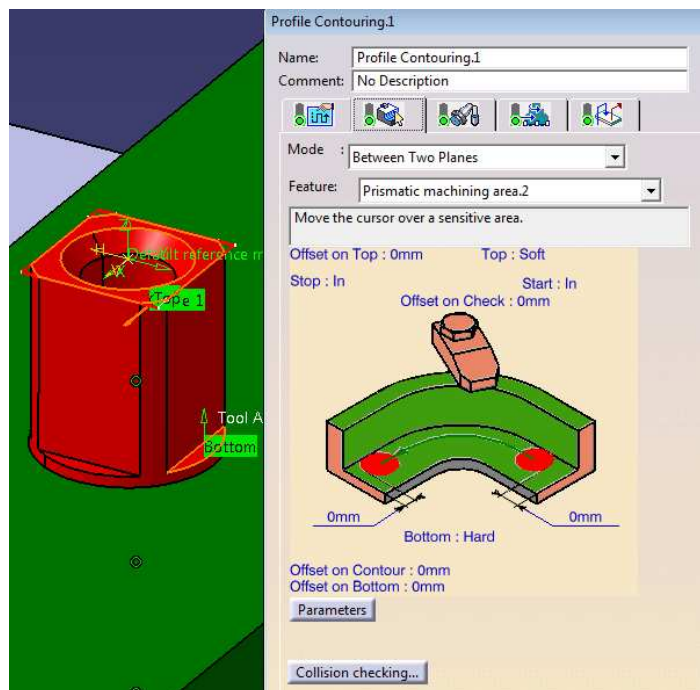 Profile Contouring.1
Name: Profile Contouring.1
Comment: No Description
Mode : Between Two Planes
Feature: Prismatic machining area.2
Move the cursor over a sensitive area.
Offset on Top : 0mm Top : Soft
Stop : In Start : In
Offset on Check : 0mm
0mm 0mm
Bottom : Hard
Offset on Contour : 0mm
Offset on Bottom : 0mm
Parameters
Collision checking...
Z
Default reference m
X
Top e 1
Tool A
Bottom